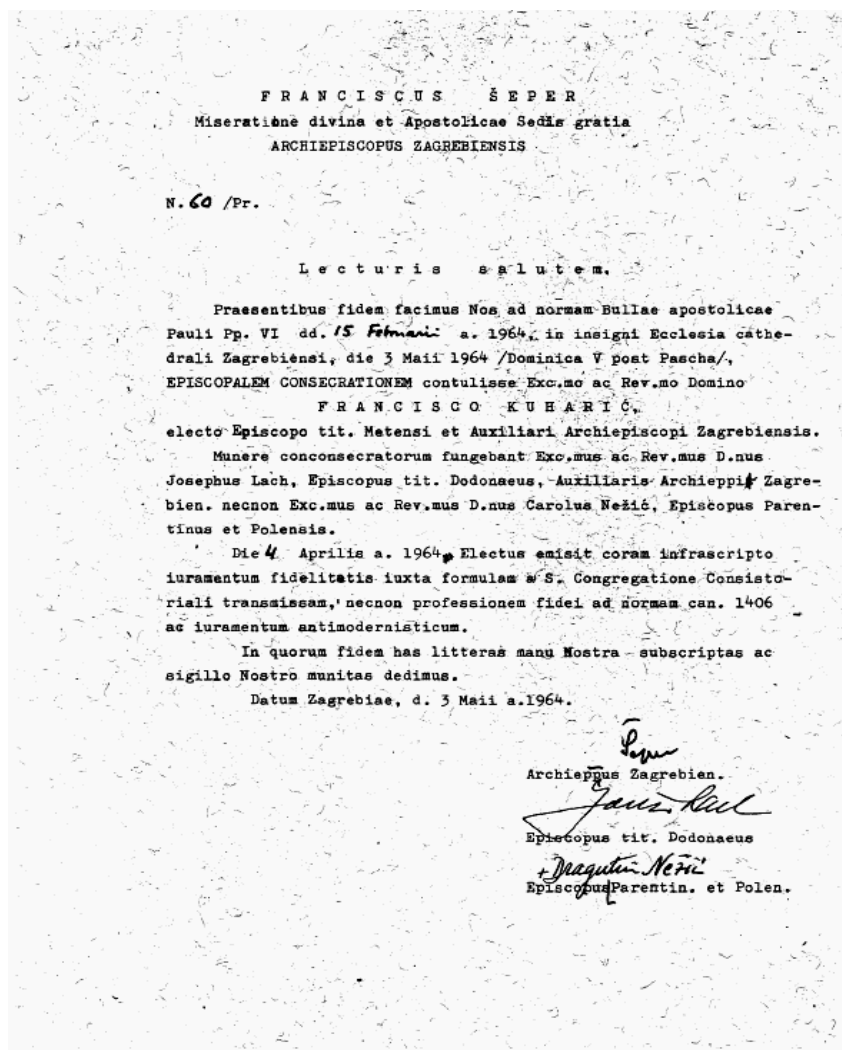 FRANCISCUS ŠEPER
Miseratione divina et Apostolicae Sedis gratia
ARCHIEPISCOPUS ZAGREBIENSIS
N. 60 /Pr.
Lecturis salutem.
Praesentibus fidem facimus Nos ad normam Bullae apostolicae
Pauli Pp. VI dd. 15 Februarii a. 1964, in insigni Ecclesia cathe-
drali Zagrebiensi, die 3 Maii 1964 /Dominica V post Pascha/,
EPISCOPALEM CONSECRATIONEM contulisse Exc.mo ac Rev.mo Domino
FRANCISCO KUHARIĆ,
electo Episcopo tit. Metensi et Auxiliari Archiepiscopi Zagrebiensis.
Munere conconsecratorum fungebant Exc.mus ac Rev.mus D.nus
Josephus Lach, Episcopus tit. Dodonaeus, Auxiliaris Archieppi Zagre-
bien. necnon Exc.mus ac Rev.mus D.nus Carolus Nežić, Episcopus Paren-
tinus et Polensis.
Die 4 Aprilis a. 1964, Electus emisit coram infrascripto
iuramentum fidelitatis iuxta formulam a S. Congregatione Consisto-
riali transmissam, necnon professionem fidei ad normam can. 1406
ac iuramentum antimodernisticum.
In quorum fidem has litteras manu Nostra subscriptas ac
sigillo Nostro munitas dedimus.
Datum Zagrebiae, d. 3 Maii a.1964.
Šeper
Archieppus Zagrebien.
Lach
Episcopus tit. Dodonaeus
+ Dragutin Nežić
Episcopus Parentin. et Polen.